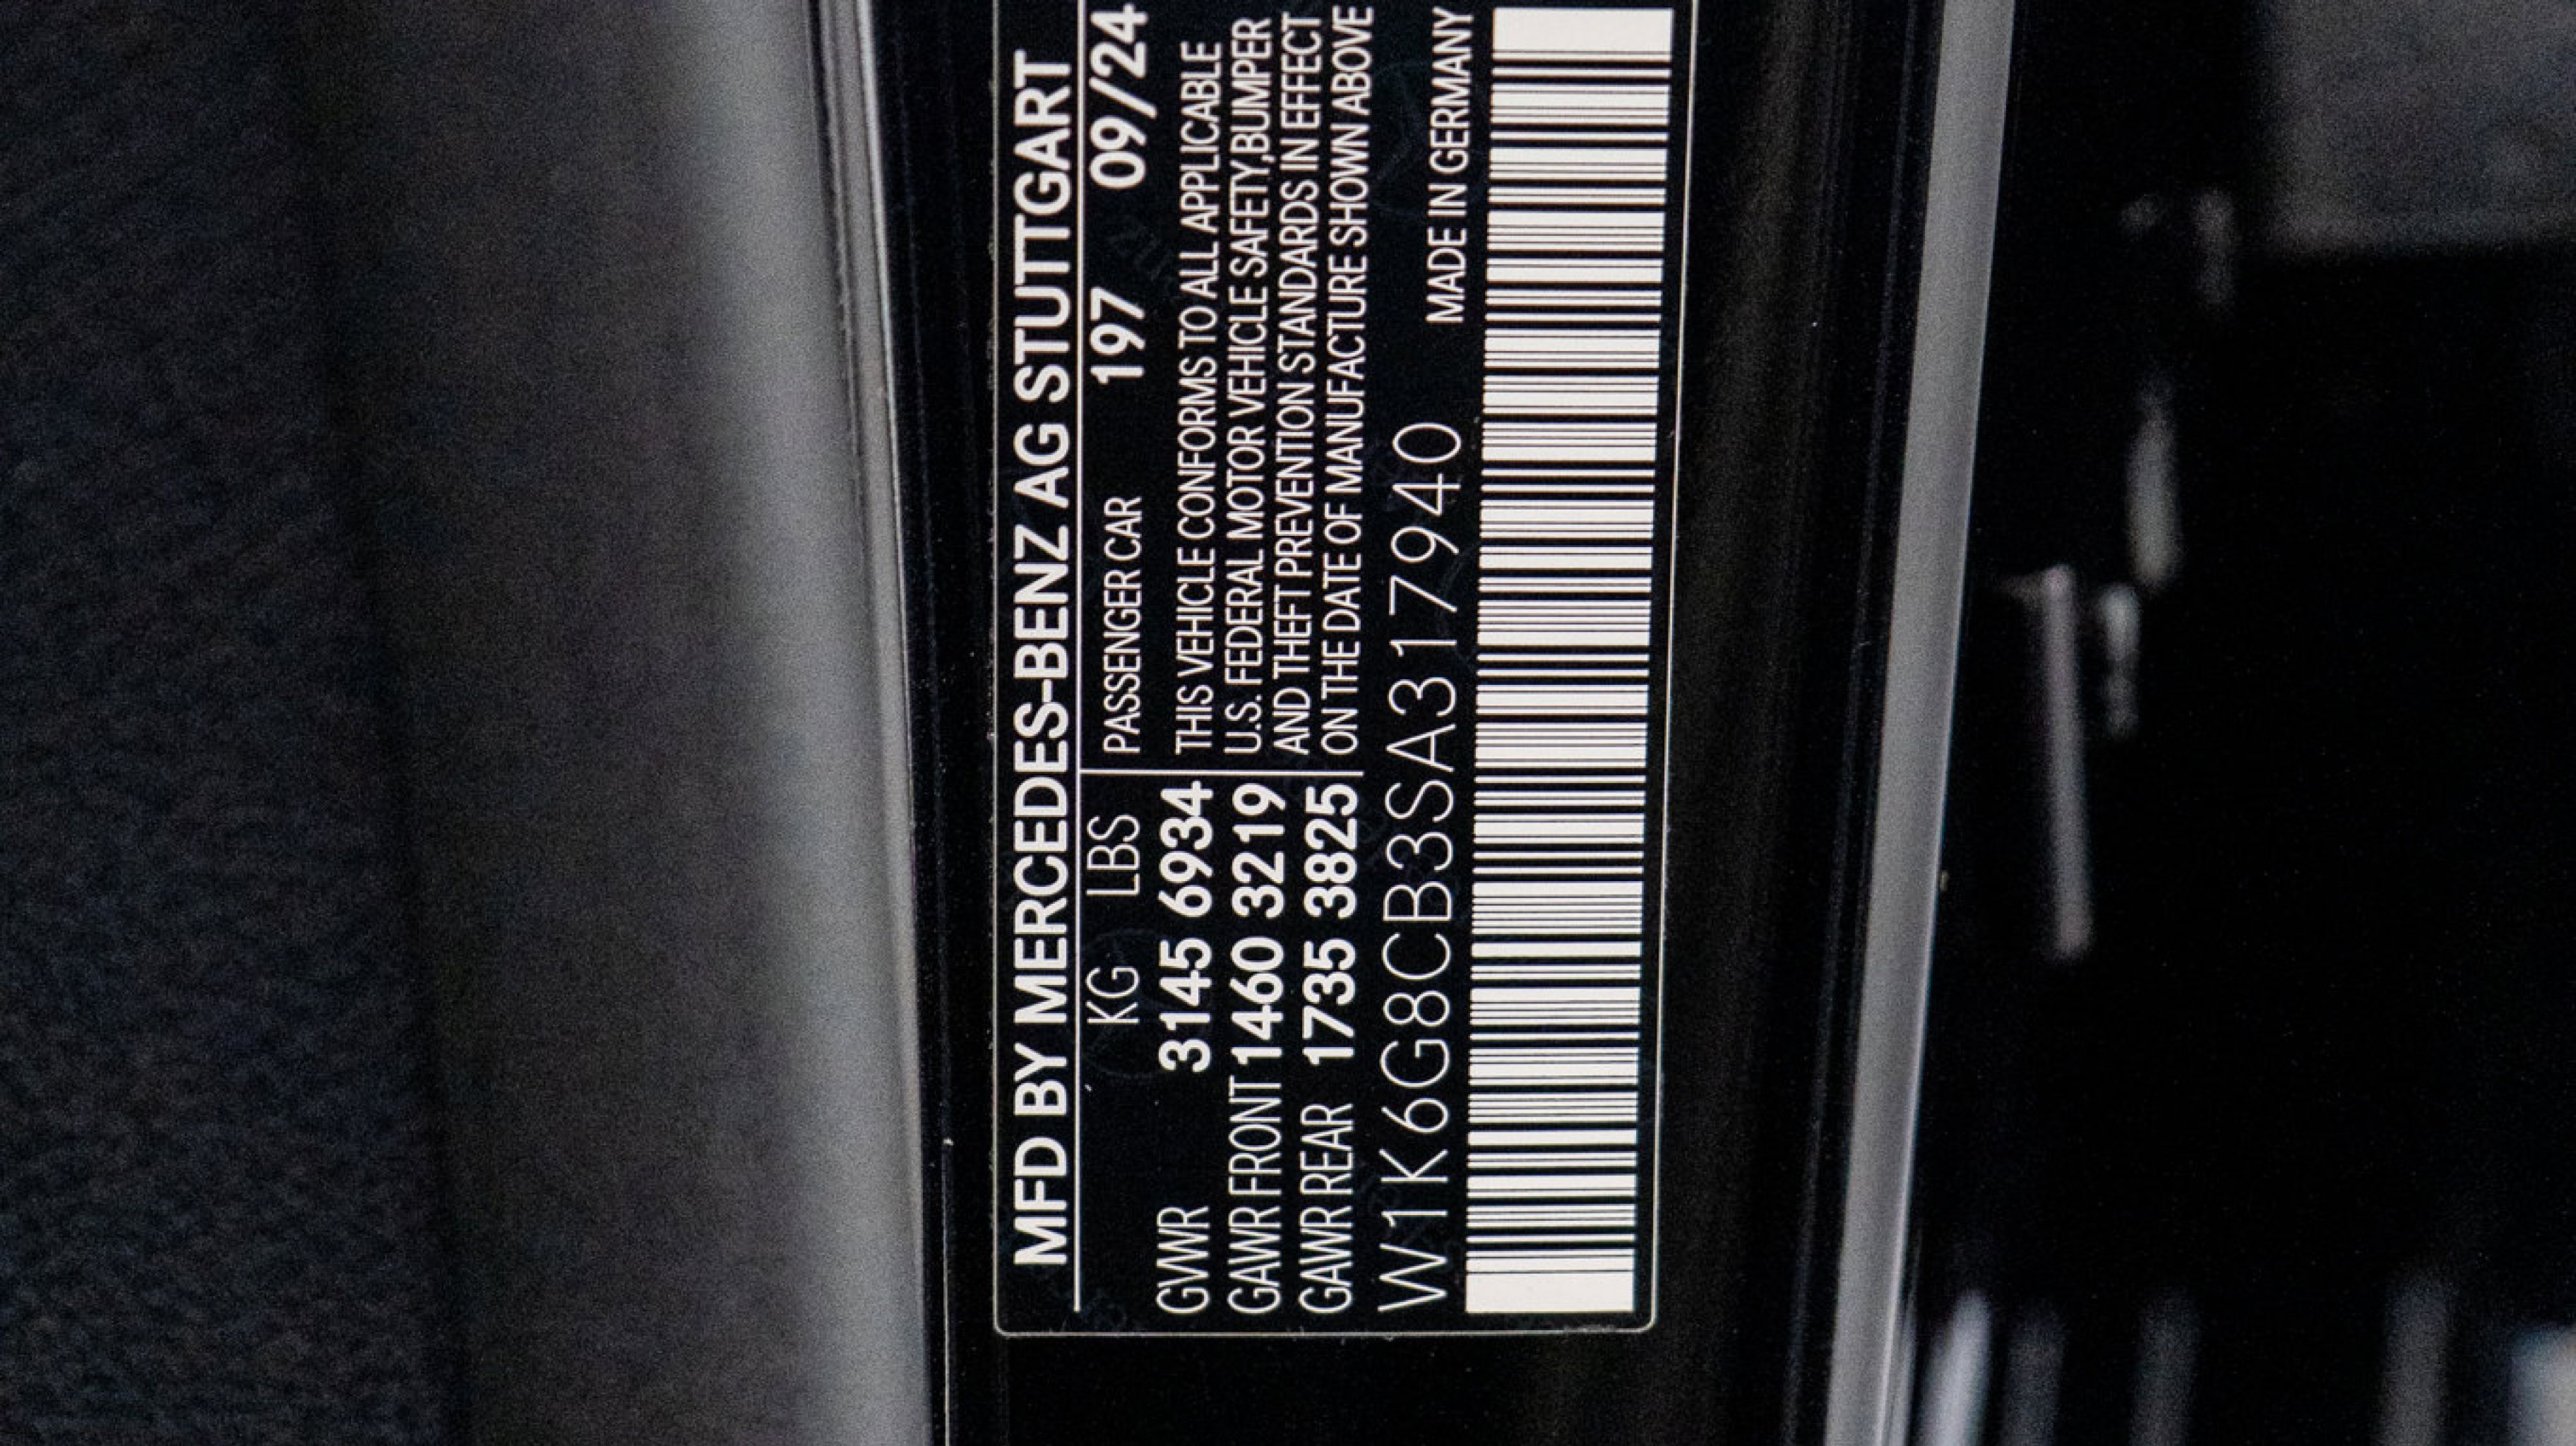 MFD BY MERCEDES-BENZ AG STUTTGART
KG LBS
GVWR 3145 6934
GAWR FRONT 1460 3219
GAWR REAR 1735 3825
PASSENGER CAR 197 09/24
THIS VEHICLE CONFORMS TO ALL APPLICABLE
U.S. FEDERAL MOTOR VEHICLE SAFETY,BUMPER
AND THEFT PREVENTION STANDARDS IN EFFECT
ON THE DATE OF MANUFACTURE SHOWN ABOVE
W1K6G8CB3SA317940
MADE IN GERMANY